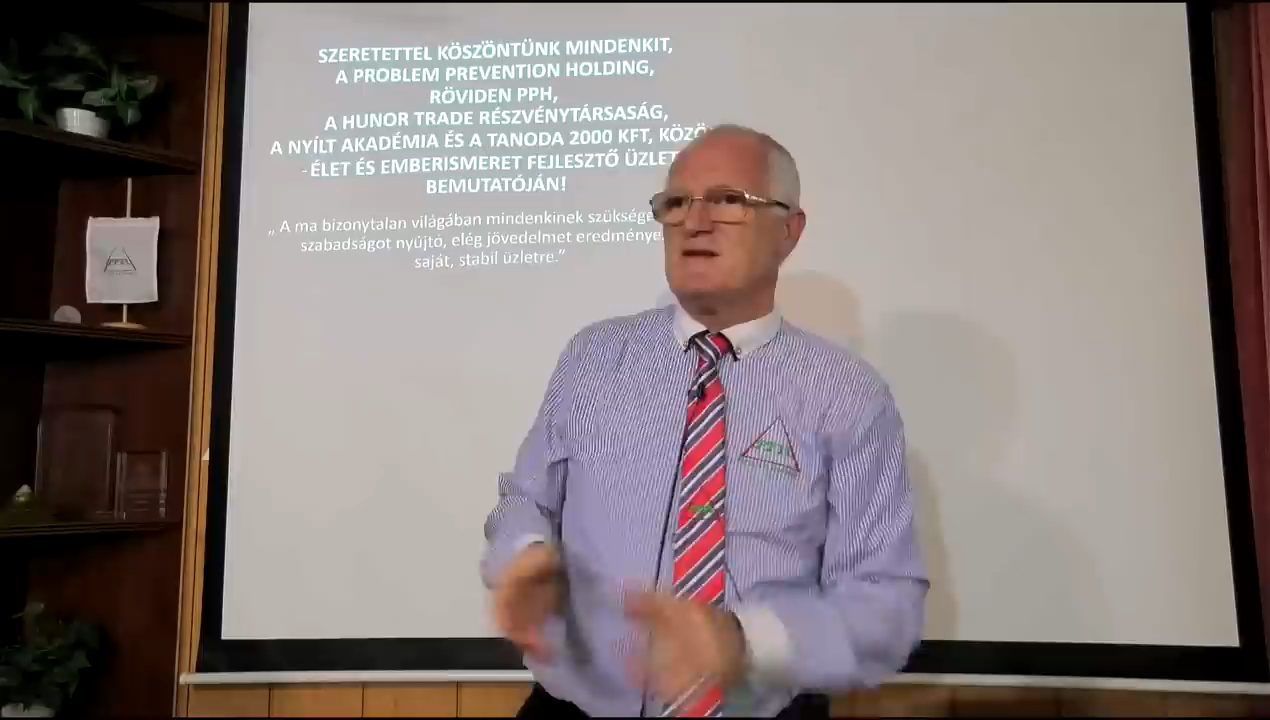 SZERETETTEL KÖSZÖNTÜNK MINDENKIT,
A PROBLEM PREVENTION HOLDING,
RÖVIDEN PPH,
A HUNOR TRADE RÉSZVÉNYTÁRSASÁG,
A NYÍLT AKADÉMIA ÉS A TANODA 2000 KFT, KÖZÖ
- ÉLET ÉS EMBERISMERET FEJLESZTŐ ÜZLET
BEMUTATÓJÁN!
„ A ma bizonytalan világában mindenkinek szüksége
szabadságot nyújtó, elég jövedelmet eredménye
saját, stabil üzletre.”